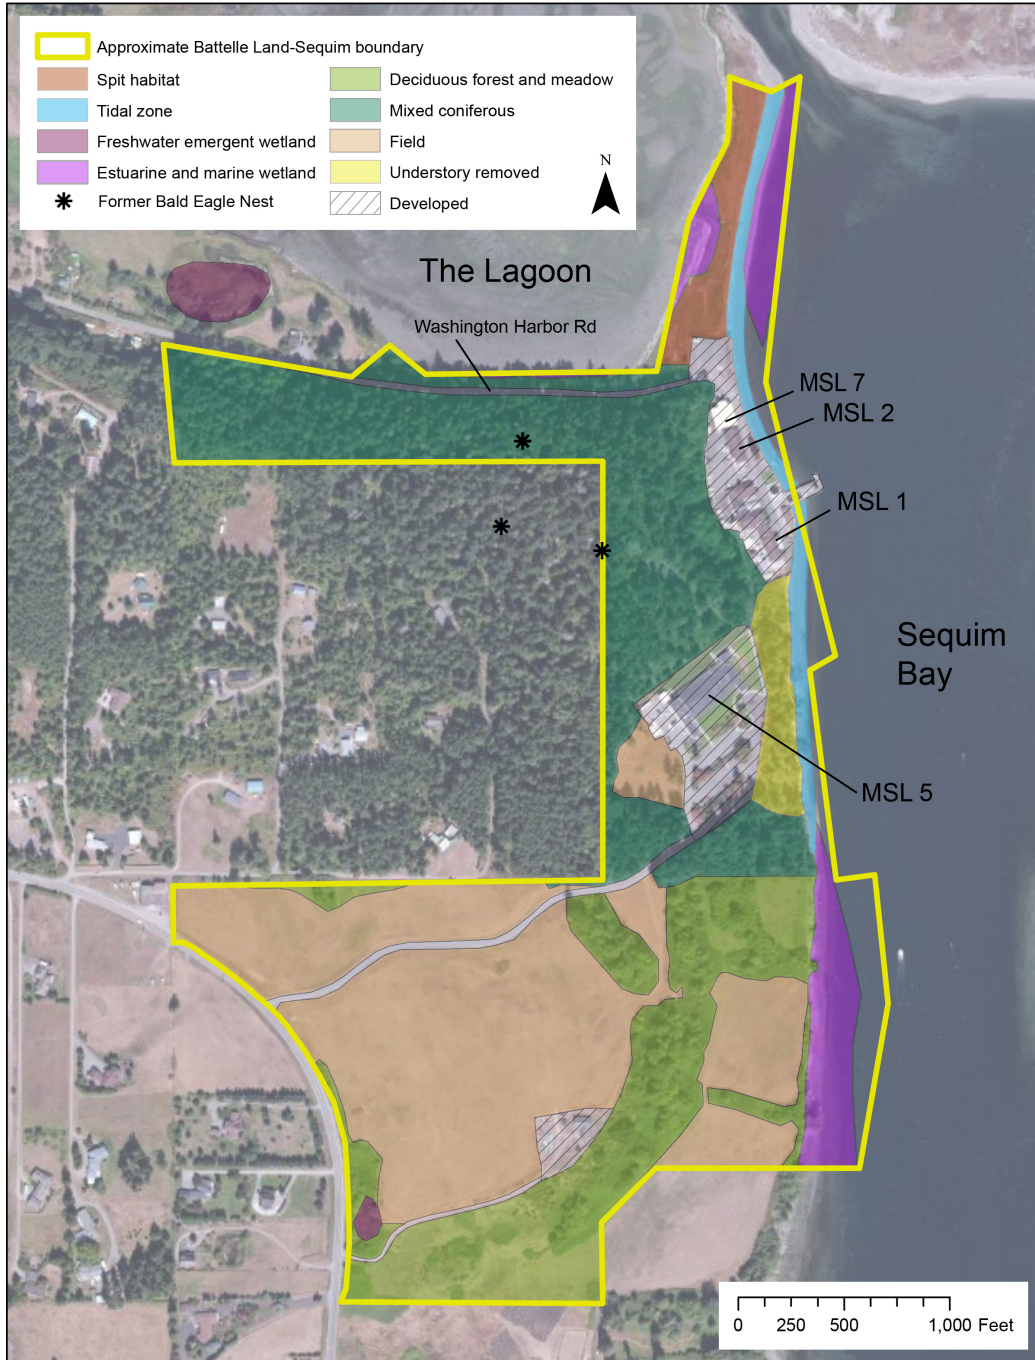 Approximate Battelle Land-Sequim boundary
Spit habitat
Deciduous forest and meadow
Tidal zone
Mixed coniferous
Freshwater emergent wetland
Field
Estuarine and marine wetland
Understory removed
Former Bald Eagle Nest
Developed
N
The Lagoon
Washington Harbor Rd
MSL 7
MSL 2
MSL 1
Sequim
Bay
MSL 5
0 250 500 1,000 Feet